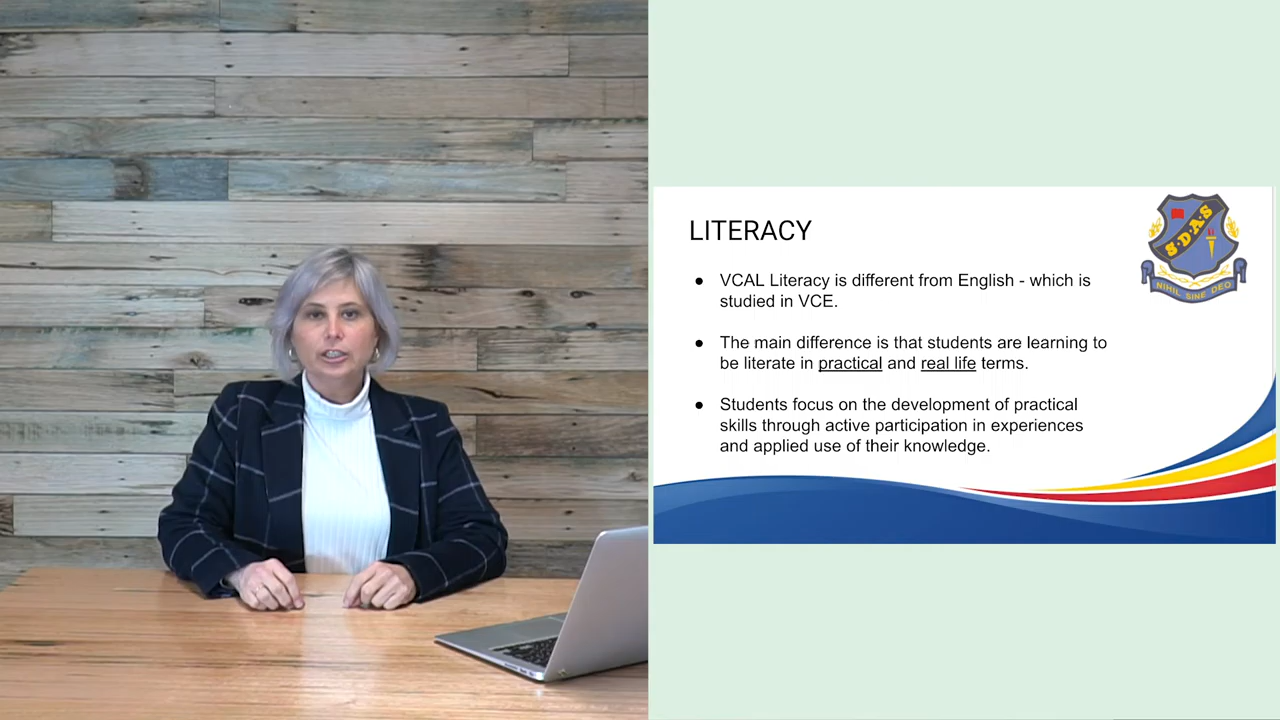 LITERACY
S·D·A·S
NIHIL SINE DEO
● VCAL Literacy is different from English - which is
studied in VCE.
● The main difference is that students are learning to
be literate in practical and real life terms.
● Students focus on the development of practical
skills through active participation in experiences
and applied use of their knowledge.